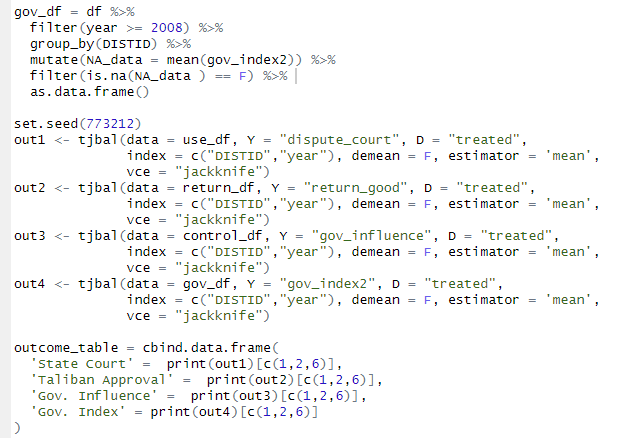 gov_df = df %>%
  filter(year >= 2008) %>%
  group_by(DISTID) %>%
  mutate(NA_data = mean(gov_index2)) %>%
  filter(is.na(NA_data ) == F) %>%
  as.data.frame()

set.seed(773212)
out1 <- tjbal(data = use_df, Y = "dispute_court", D = "treated",
              index = c("DISTID","year"), demean = F, estimator = 'mean',
              vce = "jackknife")
out2 <- tjbal(data = return_df, Y = "return_good", D = "treated",
              index = c("DISTID","year"), demean = F, estimator = 'mean',
              vce = "jackknife")
out3 <- tjbal(data = control_df, Y = "gov_influence", D = "treated",
              index = c("DISTID","year"), demean = F, estimator = 'mean',
              vce = "jackknife")
out4 <- tjbal(data = gov_df, Y = "gov_index2", D = "treated",
              index = c("DISTID","year"), demean = F, estimator = 'mean',
              vce = "jackknife")

outcome_table = cbind.data.frame(
  'State Court' =  print(out1)[c(1,2,6)],
  'Taliban Approval' =  print(out2)[c(1,2,6)],
  'Gov. Influence' = print(out3)[c(1,2,6)],
  'Gov. Index' = print(out4)[c(1,2,6)]
)